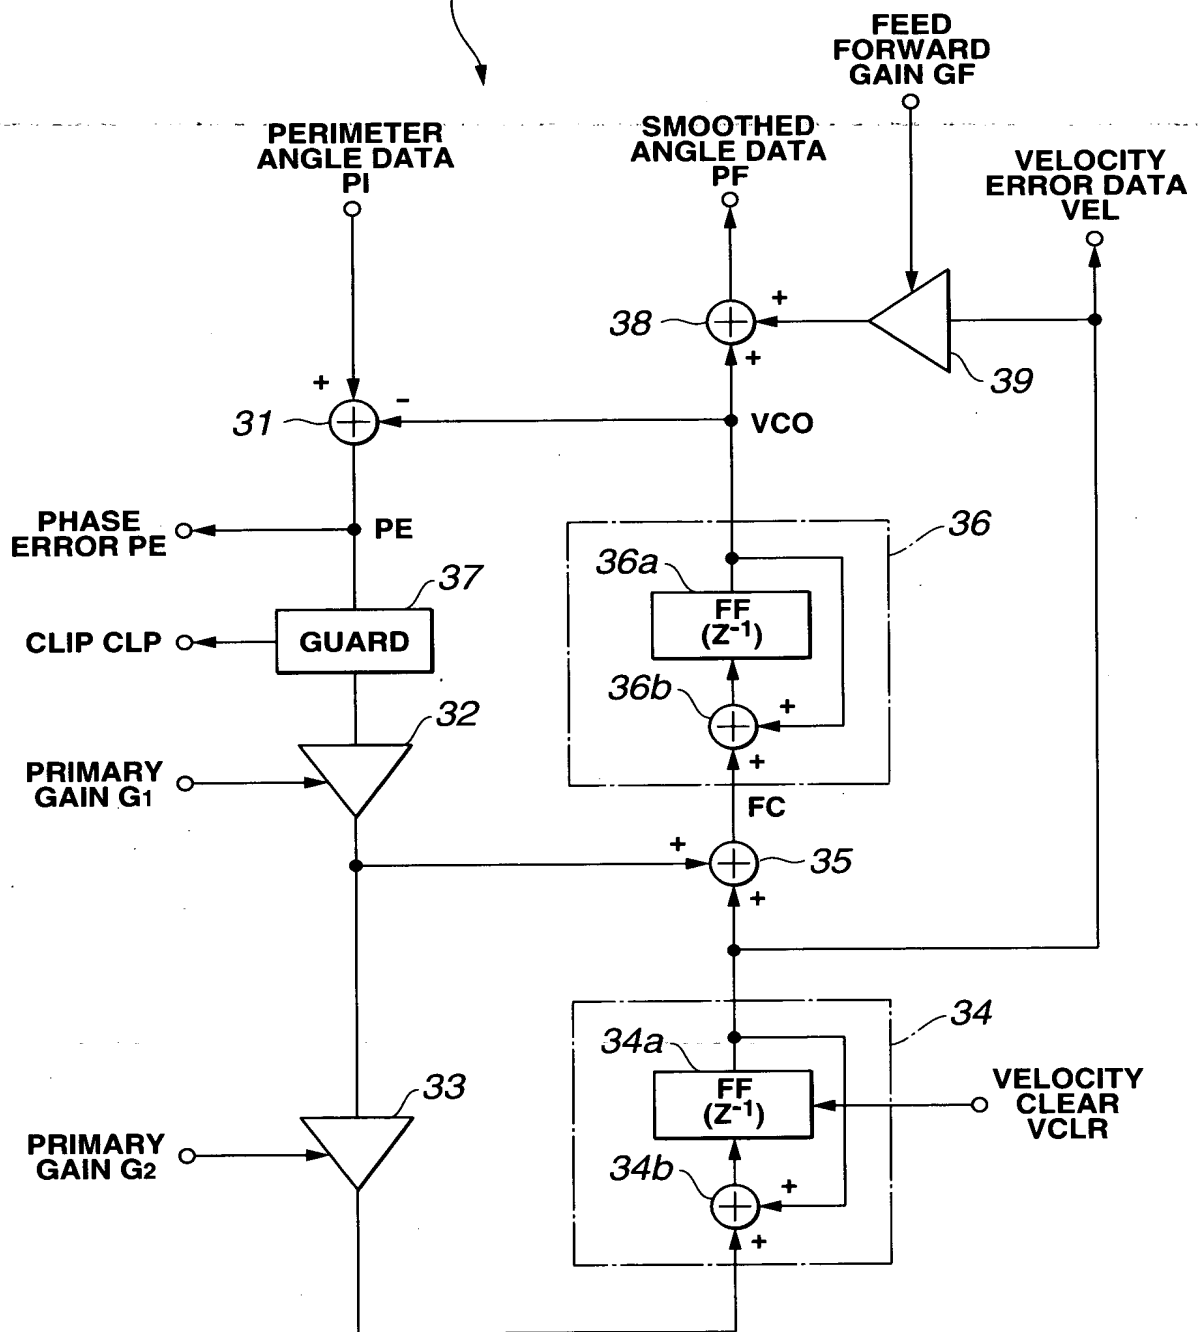 FEED
FORWARD
GAIN GF
PERIMETER
ANGLE DATA
PI
SMOOTHED
ANGLE DATA
PF
VELOCITY
ERROR DATA
VEL
38
+
39
+
+
-
31
VCO
PHASE
ERROR PE
PE
36
36a
37
FF
(Z⁻¹)
CLIP CLP
GUARD
36b
+
32
+
PRIMARY
GAIN G1
FC
+
35
+
34
34a
33
FF
(Z⁻¹)
VELOCITY
CLEAR
VCLR
PRIMARY
GAIN G2
34b
+
+